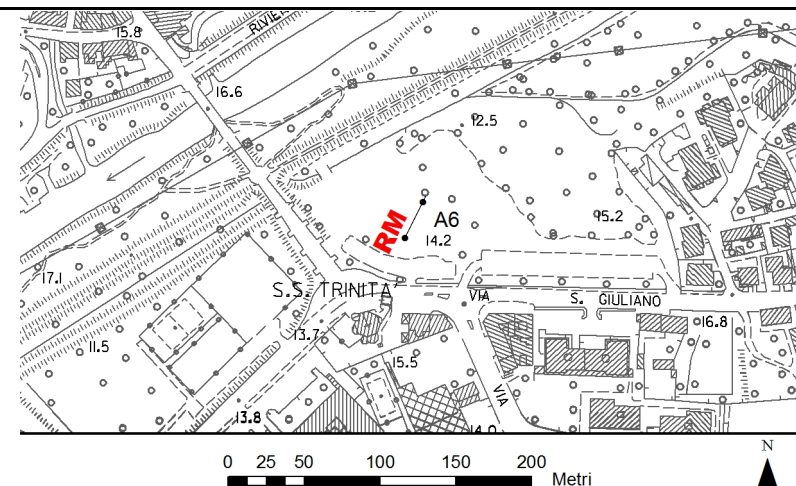 15.8
RIVIE
16.6
12.5
A6
RM
15.2
14.2
17.1
S.S. TRINITA'
VIA
S. GIULIANO
11.5
13.7
16.8
15.5
VIA
13.8
14.0
N
0 25 50 100 150 200
Metri